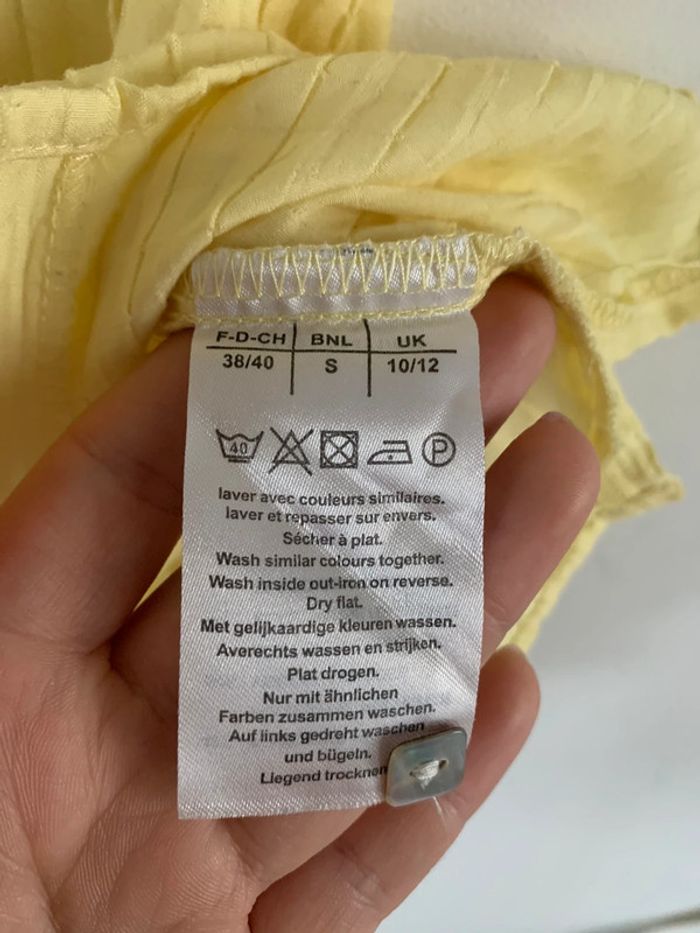 F-D-CH BNL UK
38/40 S 10/12
40 P
laver avec couleurs similaires.
laver et repasser sur envers.
Sécher à plat.
Wash similar colours together.
Wash inside out-iron on reverse.
Dry flat.
Met gelijkaardige kleuren wassen.
Averechts wassen en strijken.
Plat drogen.
Nur mit ähnlichen
Farben zusammen waschen.
Auf links gedreht waschen
und bügeln.
Liegend trocknen